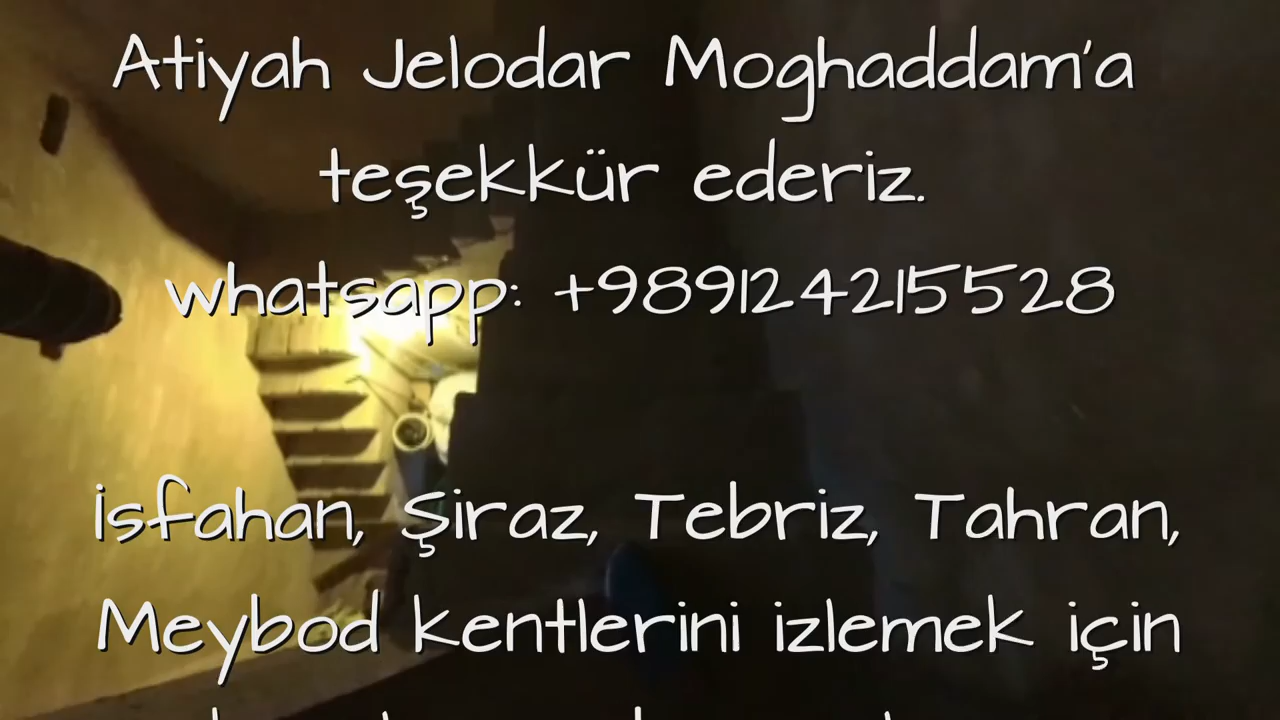 Atiyah Jelodar Moghaddam'a
teşekkür ederiz.
whatsapp: +989124215528
İsfahan, Şiraz, Tebriz, Tahran,
Meybod kentlerini izlemek için